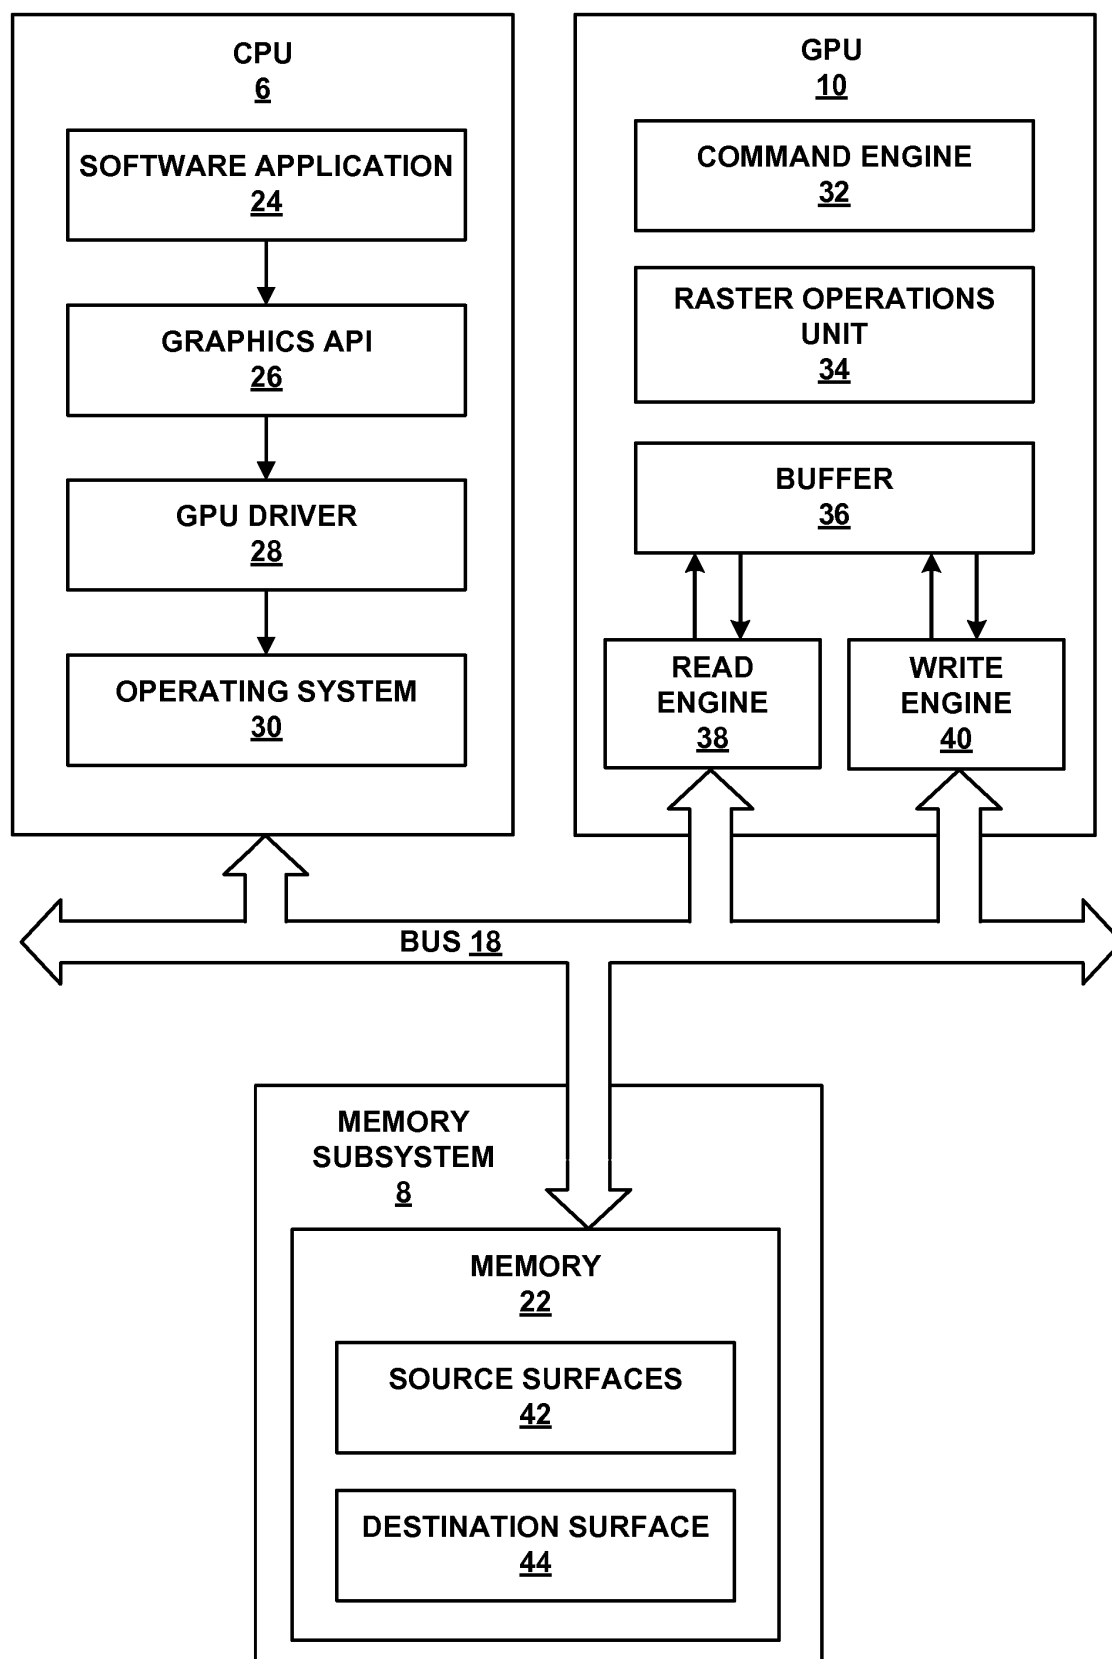 CPU
6
SOFTWARE APPLICATION
24
GRAPHICS API
26
GPU DRIVER
28
OPERATING SYSTEM
30
GPU
10
COMMAND ENGINE
32
RASTER OPERATIONS
UNIT
34
BUFFER
36
READ
ENGINE
38
WRITE
ENGINE
40
BUS 18
MEMORY
SUBSYSTEM
8
MEMORY
22
SOURCE SURFACES
42
DESTINATION SURFACE
44